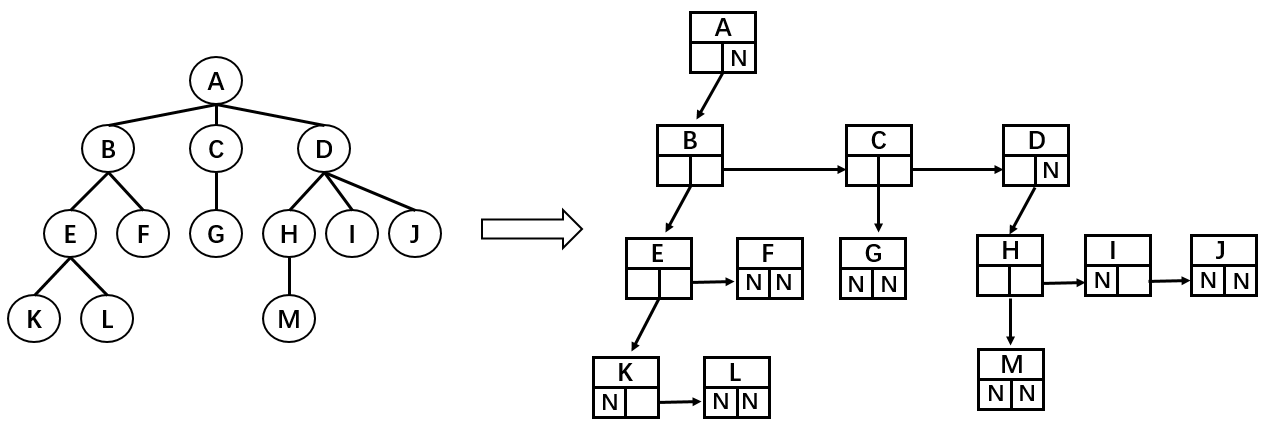 A
B C D
E F G H I J
K L M
A
N
B C D
N
E F G H I J
N N N N N N N
K L M
N N N N N